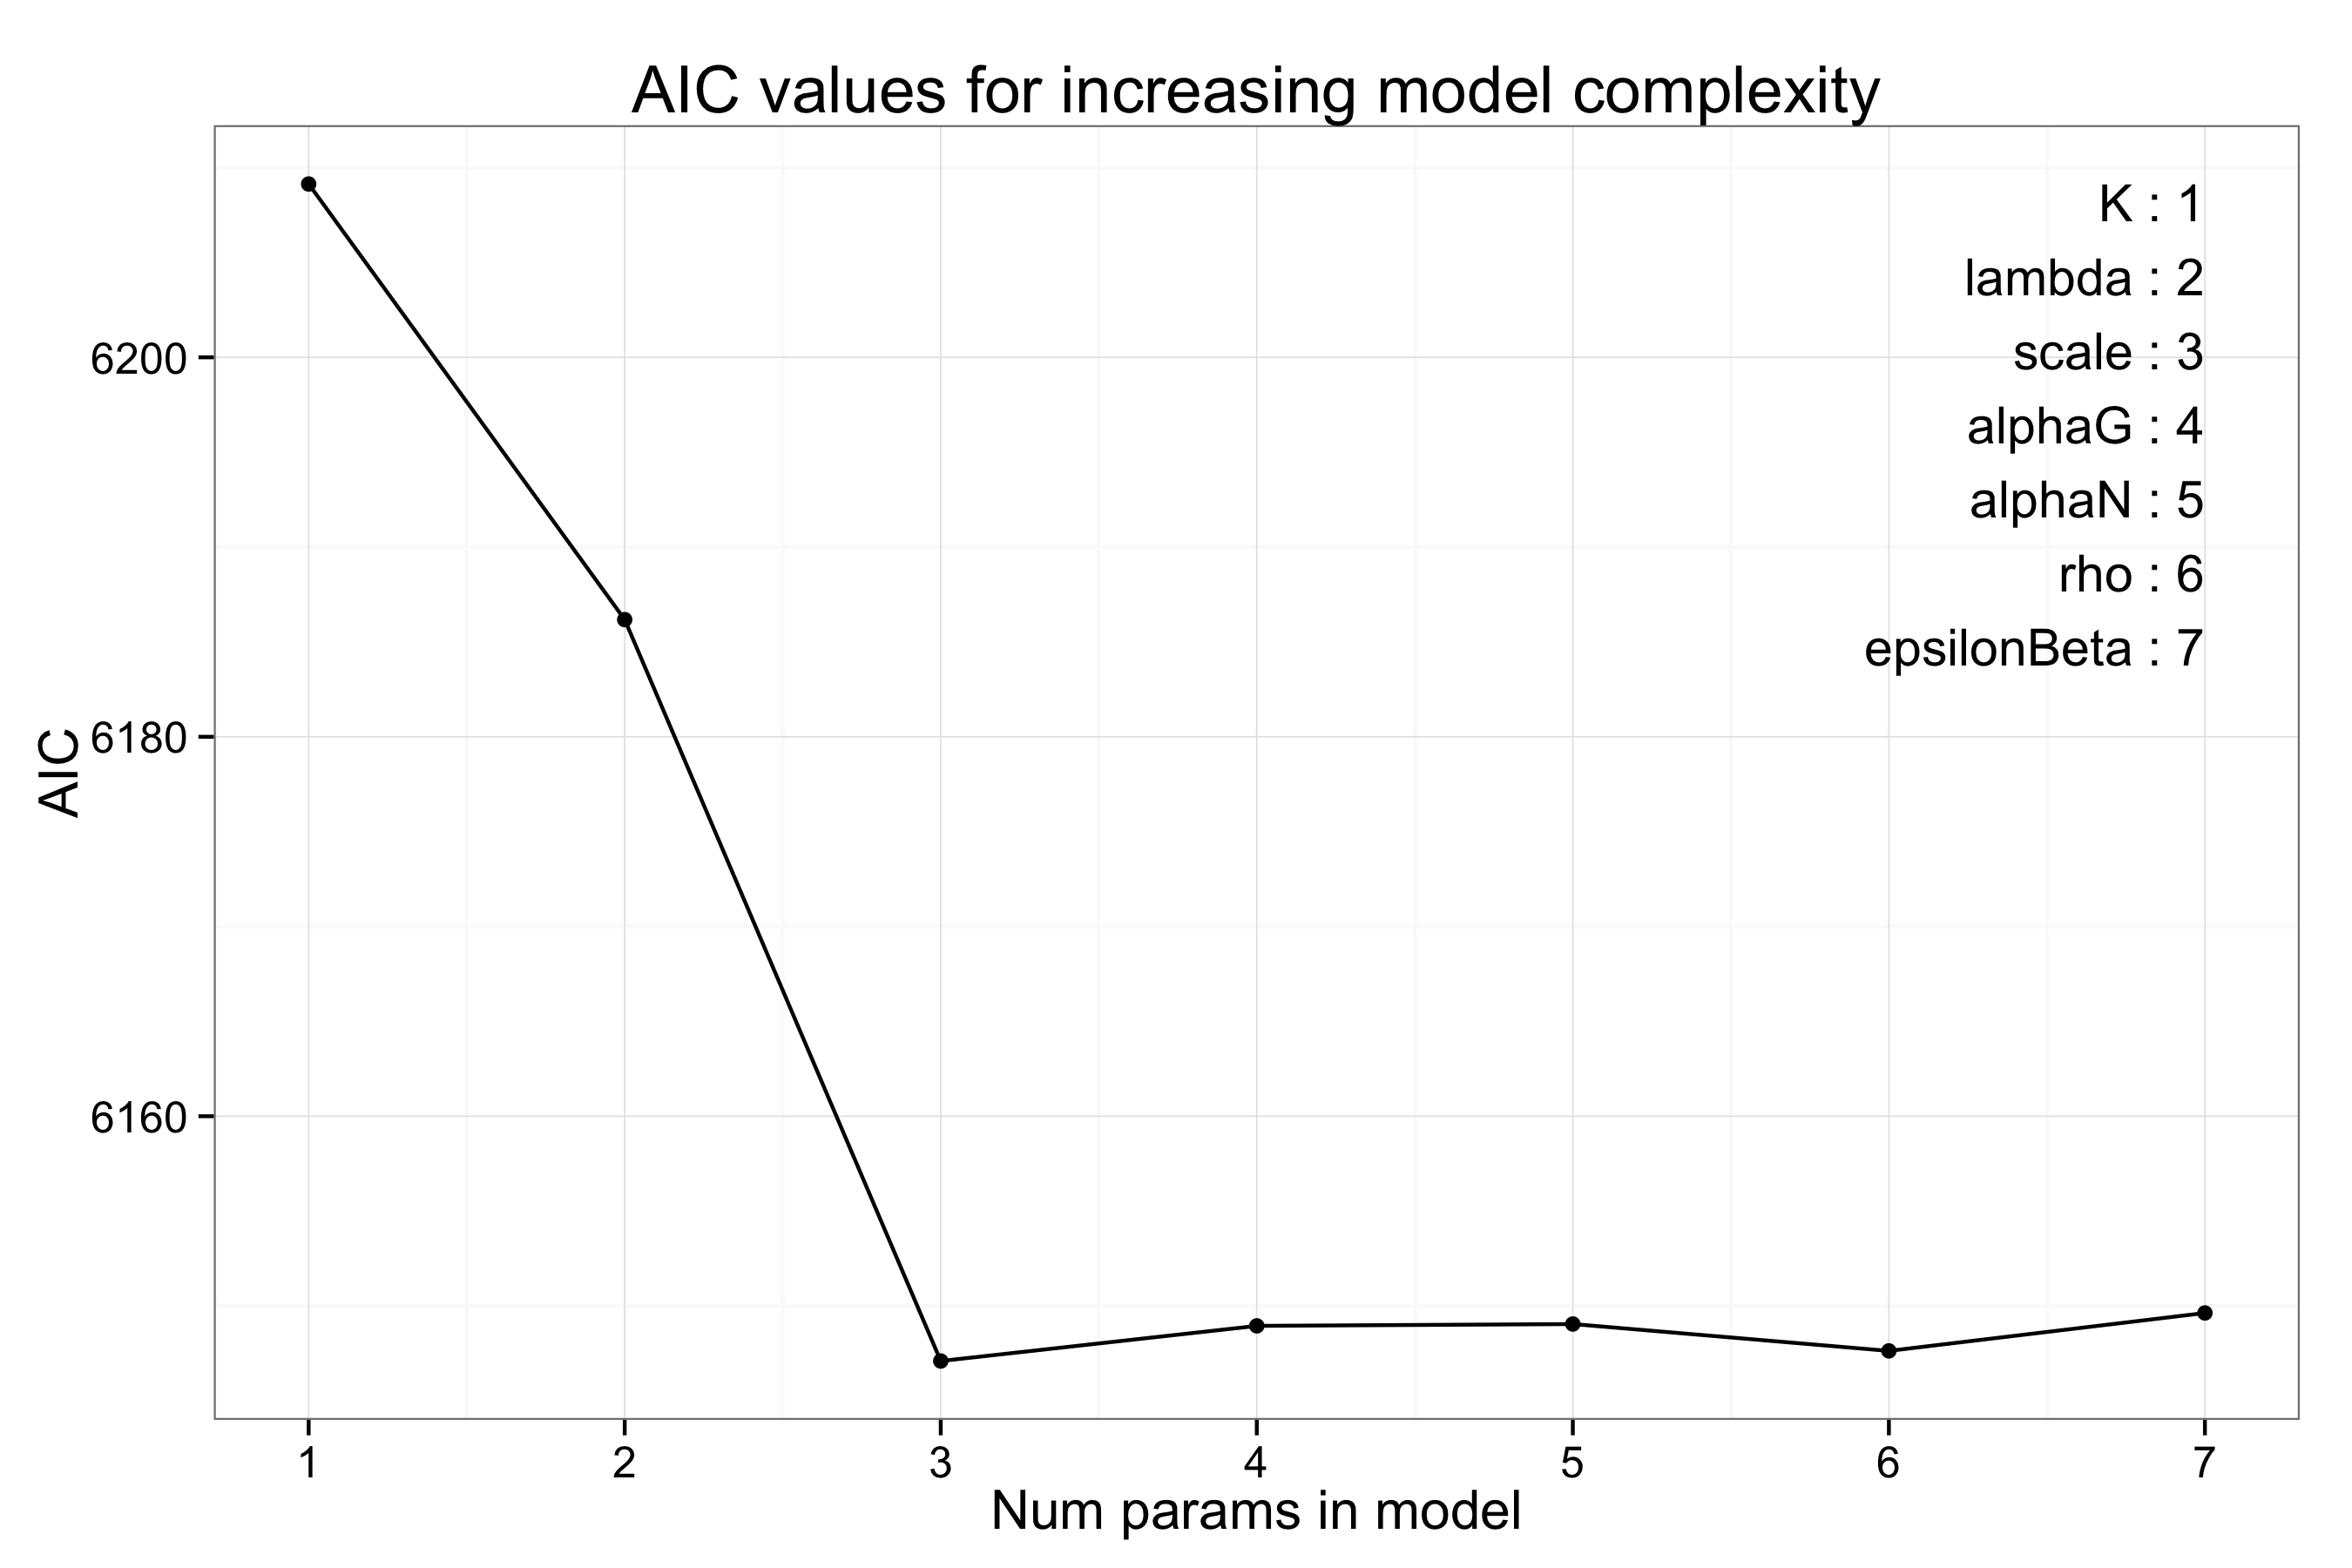 AIC values for increasing model complexity
K : 1
lambda : 2
scale : 3
alphaG : 4
alphaN : 5
rho : 6
epsilonBeta : 7
AIC
6200
6180
6160
1 2 3 4 5 6 7
Num params in model